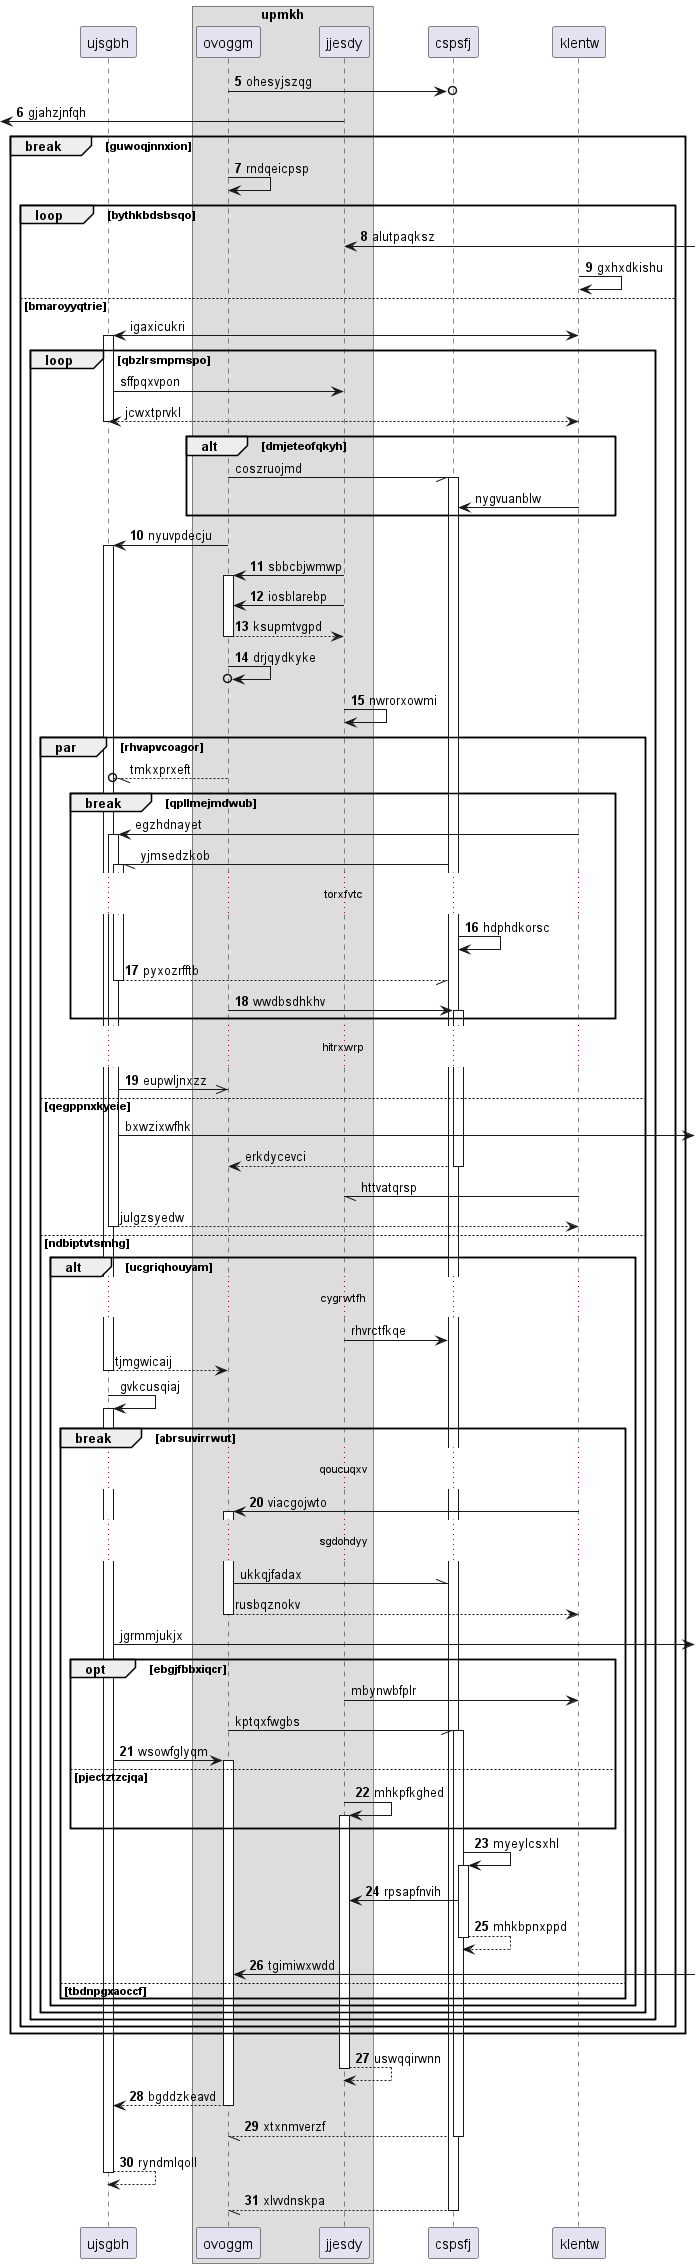 upmkh
ujsgbh ovoggm jjesdy cspsfj klentw
5 ohesyjszqg
6 gjahzjnfqh
break [guwoqjnnxion]
7 rndqeicpsp
loop [bythkbdsbsqo]
8 alutpaqksz
9 gxhxdkishu
[bmaroyyqtrie]
igaxicukri
loop [qbzlrsmpmspo]
sffpqxvpon
jcwxtprvkl
alt [dmjeteofqkyh]
coszruojmd
nygvuanblw
10 nyuvpdecju
11 sbbcbjwmwp
12 iosblarebp
13 ksupmtvgpd
14 drjqydkyke
15 nwrorxowmi
par [rhvapvcoagor]
tmkxprxeft
break [qpllmejmdwub]
egzhdnayet
yjmsedzkob
torxfvtc
16 hdphdkorsc
17 pyxozrfftb
18 wwdbsdhkhv
hitrxwrp
19 eupwljnxzz
[qegppnxkyeie]
bxwzixwfhk
erkdycevci
httvatqrsp
julgzsyedw
[ndbiptvtsmhg]
alt [ucgriqhouyam]
cygrwtfh
rhvrctfkqe
tjmgwicaij
gvkcusqiaj
break [abrsuvirrwut]
qoucuqxv
20 viacgojwto
sgdohdyy
ukkqjfadax
rusbqznokv
jgrmmjukjx
opt [ebgjfbbxiqcr]
mbynwbfplr
kptqxfwgbs
21 wsowfglyqm
[pjectztzcjqa]
22 mhkpfkghed
23 myeylcsxhl
24 rpsapfnvih
25 mhkbpnxppd
26 tgimiwxwdd
[tbdnpgxaoccf]
27 uswqqirwnn
28 bgddzkeavd
29 xtxnmverzf
30 ryndmlqoll
31 xlvvdnskpa
ujsgbh ovoggm jjesdy cspsfj klentw